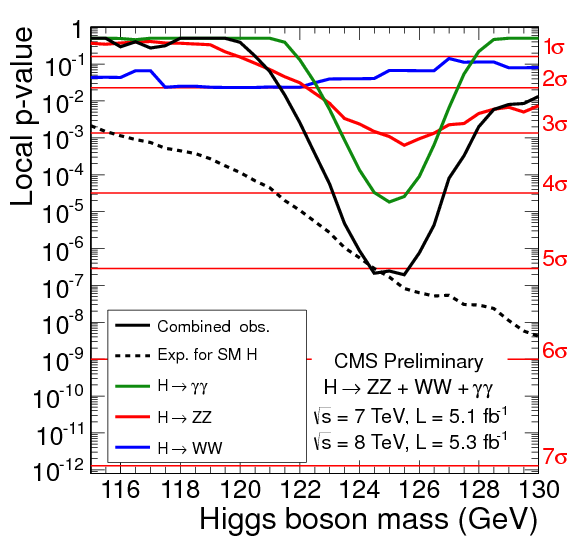 Local p-value
1
10⁻¹
10⁻²
10⁻³
10⁻⁴
10⁻⁵
10⁻⁶
10⁻⁷
10⁻⁸
10⁻⁹
10⁻¹⁰
10⁻¹¹
10⁻¹²
1σ
2σ
3σ
4σ
5σ
6σ
7σ
Combined obs.
Exp. for SM H
H → γγ
H → ZZ
H → WW
CMS Preliminary
H → ZZ + WW + γγ
√s = 7 TeV, L = 5.1 fb⁻¹
√s = 8 TeV, L = 5.3 fb⁻¹
116 118 120 122 124 126 128 130
Higgs boson mass (GeV)